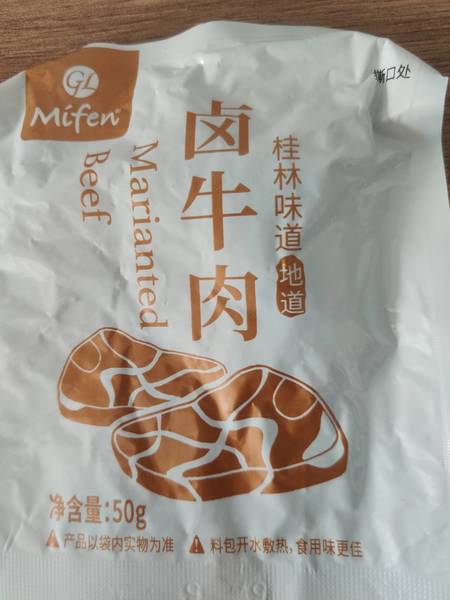 GL
Mifen®
撕口处
卤牛肉
桂林味道 地道
Marianted
Beef
净含量:50g
产品以袋内实物为准 料包开水敷热，食用味更佳